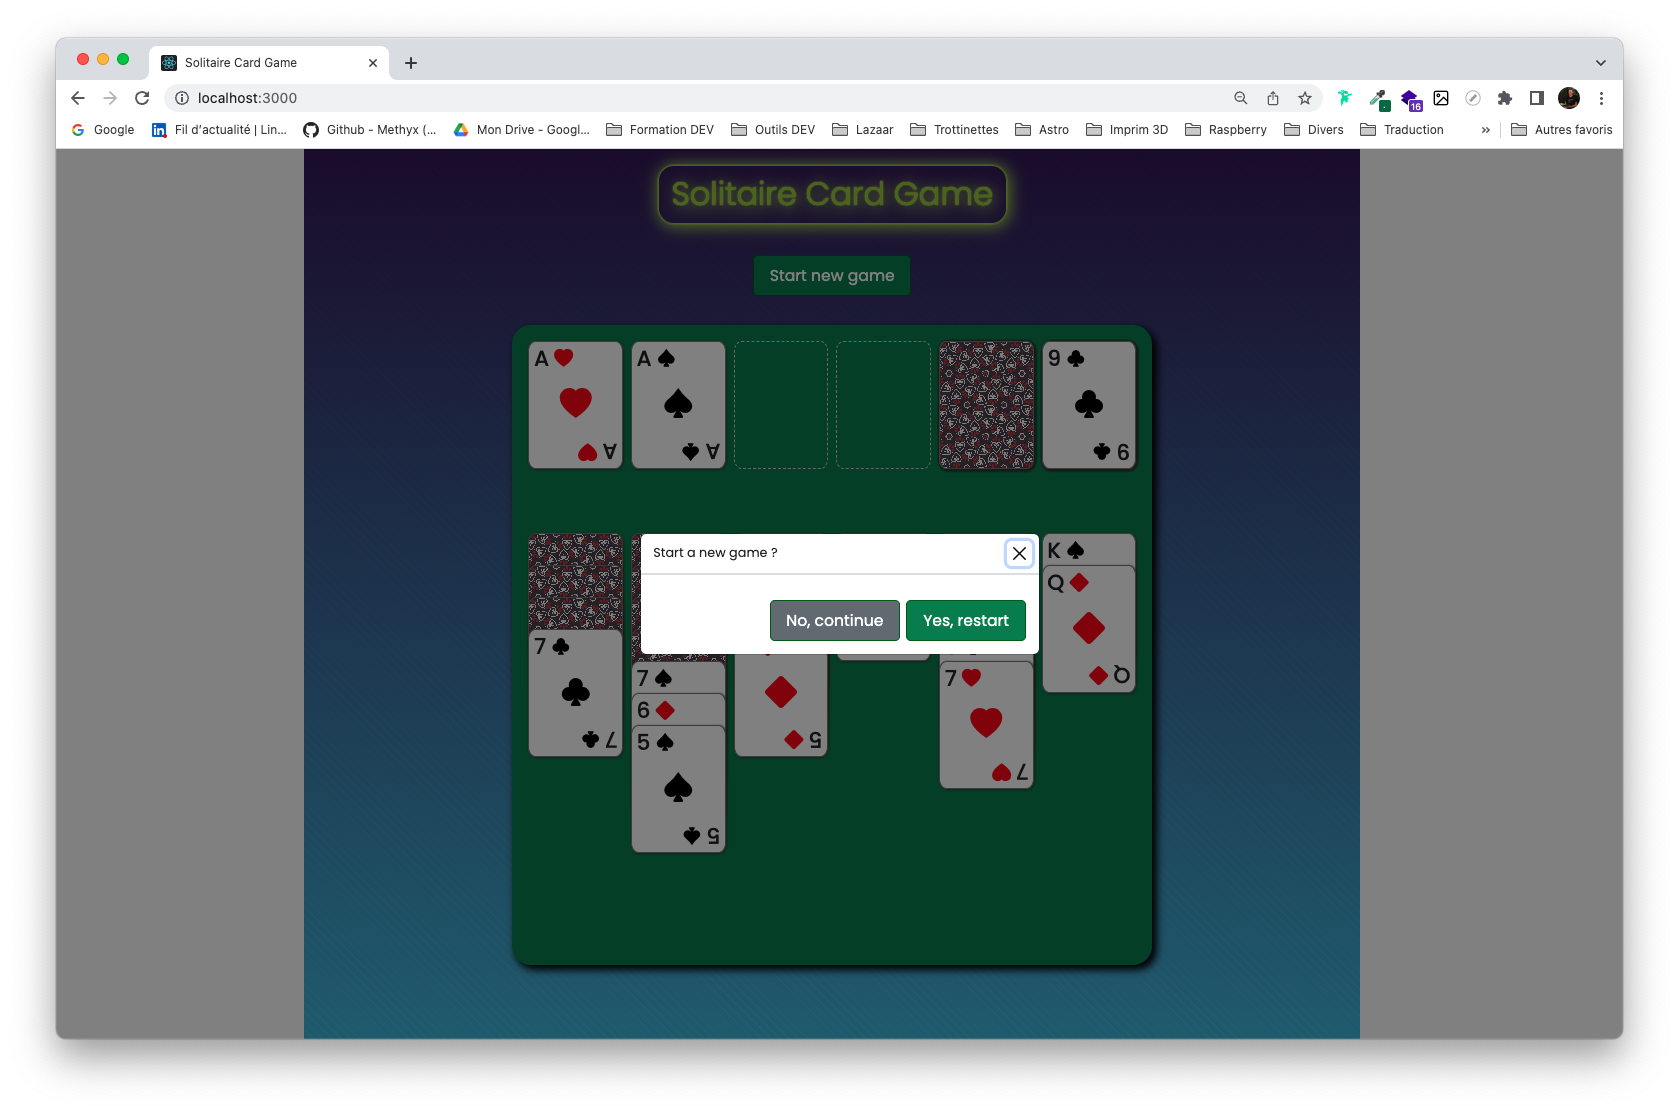 Solitaire Card Game
localhost:3000
16
Google
Fil d’actualité | Lin...
Github - Methyx (...
Mon Drive - Googl...
Formation DEV
Outils DEV
Lazaar
Trottinettes
Astro
Imprim 3D
Raspberry
Divers
Traduction
»
Autres favoris
Solitaire Card Game
Start new game
A
A
A
A
9
9
Start a new game ?
No, continue
Yes, restart
K
Q
Q
7
7
7
6
5
5
5
7
7